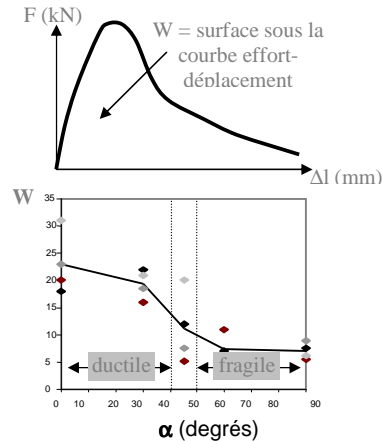 F (kN)
W = surface sous la
courbe effort-
déplacement
Δl (mm)
W
35
30
25
20
15
10
5
0
ductile
fragile
0 10 20 30 40 50 60 70 80 90
α (degrés)